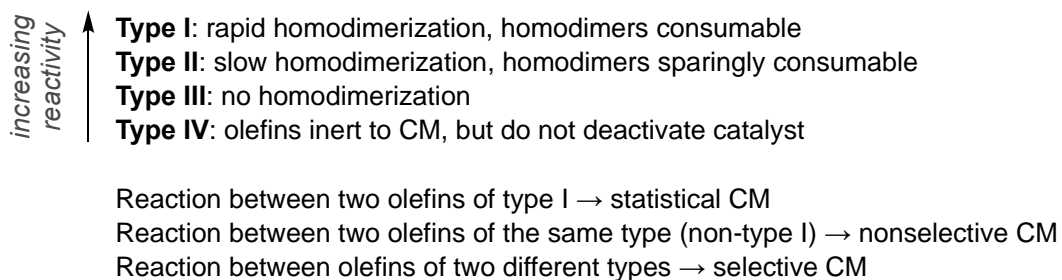 increasing
reactivity
Type I: rapid homodimerization, homodimers consumable
Type II: slow homodimerization, homodimers sparingly consumable
Type III: no homodimerization
Type IV: olefins inert to CM, but do not deactivate catalyst
Reaction between two olefins of type I → statistical CM
Reaction between two olefins of the same type (non-type I) → nonselective CM
Reaction between olefins of two different types → selective CM